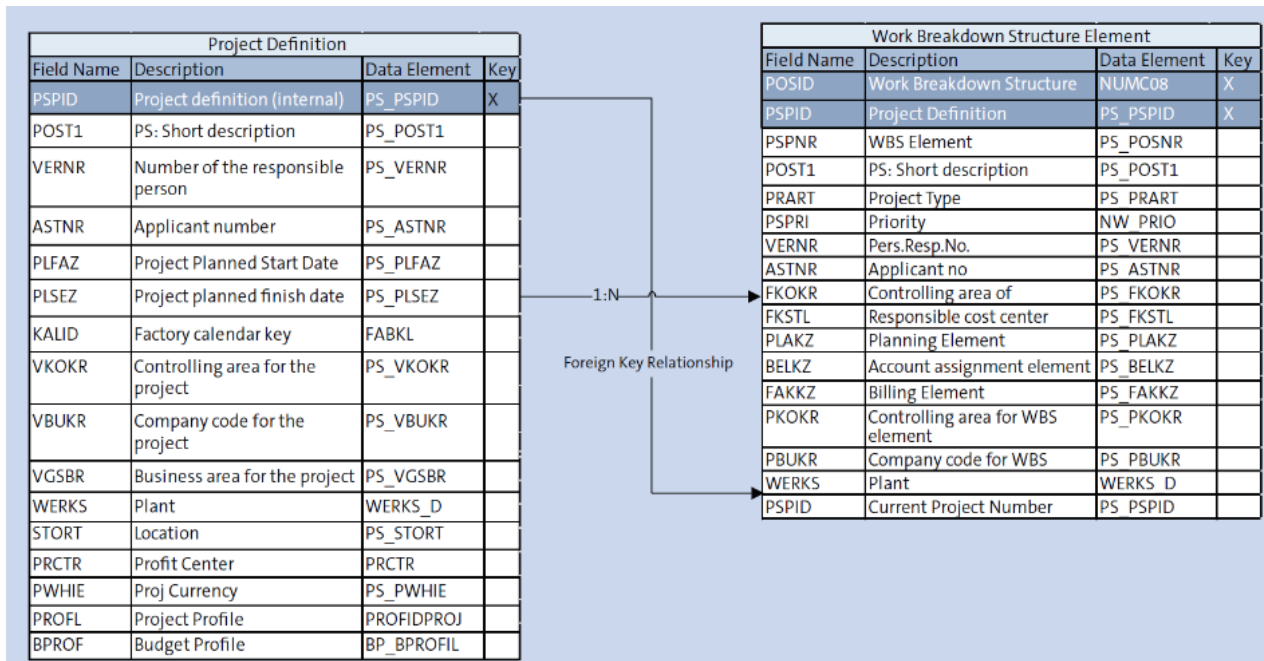 Project Definition
Field Name Description Data Element Key
PSPID Project definition (internal) PS_PSPID X
POST1 PS: Short description PS_POST1
VERNR Number of the responsible PS_VERNR
person
ASTNR Applicant number PS_ASTNR
PLFAZ Project Planned Start Date PS_PLFAZ
PLSEZ Project planned finish date PS_PLSEZ
KALID Factory calendar key FABKL
VKOKR Controlling area for the PS_VKOKR
project
VBUKR Company code for the PS_VBUKR
project
VGSBR Business area for the project PS_VGSBR
WERKS Plant WERKS_D
STORT Location PS_STORT
PRCTR Profit Center PRCTR
PWHIE Proj Currency PS_PWHIE
PROFL Project Profile PROFIDPROJ
BPROF Budget Profile BP_BPROFIL
1:N
Foreign Key Relationship
Work Breakdown Structure Element
Field Name Description Data Element Key
POSID Work Breakdown Structure NUMC08 X
PSPID Project Definition PS_PSPID X
PSPNR WBS Element PS_POSNR
POST1 PS: Short description PS_POST1
PRART Project Type PS_PRART
PSPRI Priority NW_PRIO
VERNR Pers.Resp.No. PS_VERNR
ASTNR Applicant no PS_ASTNR
FKOKR Controlling area of PS_FKOKR
FKSTL Responsible cost center PS_FKSTL
PLAKZ Planning Element PS_PLAKZ
BELKZ Account assignment element PS_BELKZ
FAKKZ Billing Element PS_FAKKZ
PKOKR Controlling area for WBS PS_PKOKR
element
PBUKR Company code for WBS PS_PBUKR
WERKS Plant WERKS_D
PSPID Current Project Number PS_PSPID